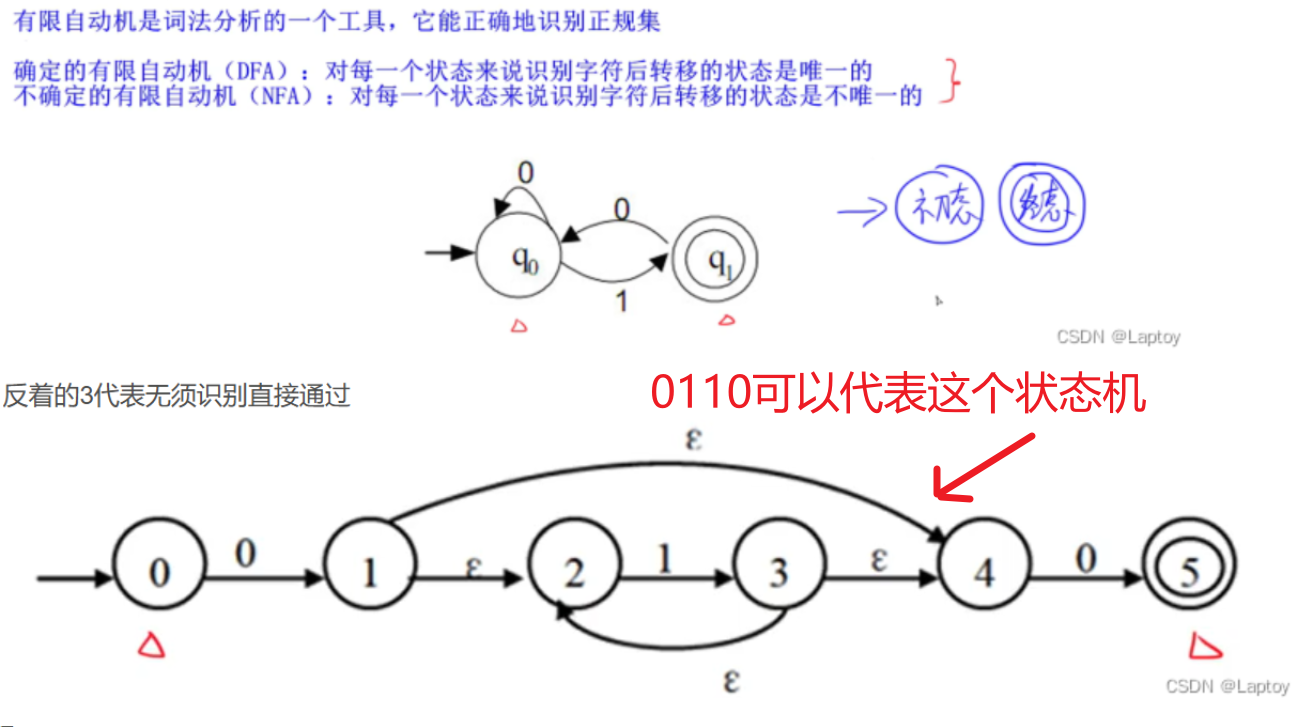 有限自动机是词法分析的一个工具，它能正确地识别正规集
确定的有限自动机（DFA）：对每一个状态来说识别字符后转移的状态是唯一的
不确定的有限自动机（NFA）：对每一个状态来说识别字符后转移的状态是不唯一的
0
0
q0
q1
1
初态
终态
CSDN @Laptoy
反着的3代表无须识别直接通过
0110可以代表这个状态机
ε
0 0 1 ε 2 1 3 ε 4 0 5
ε
CSDN @Laptoy